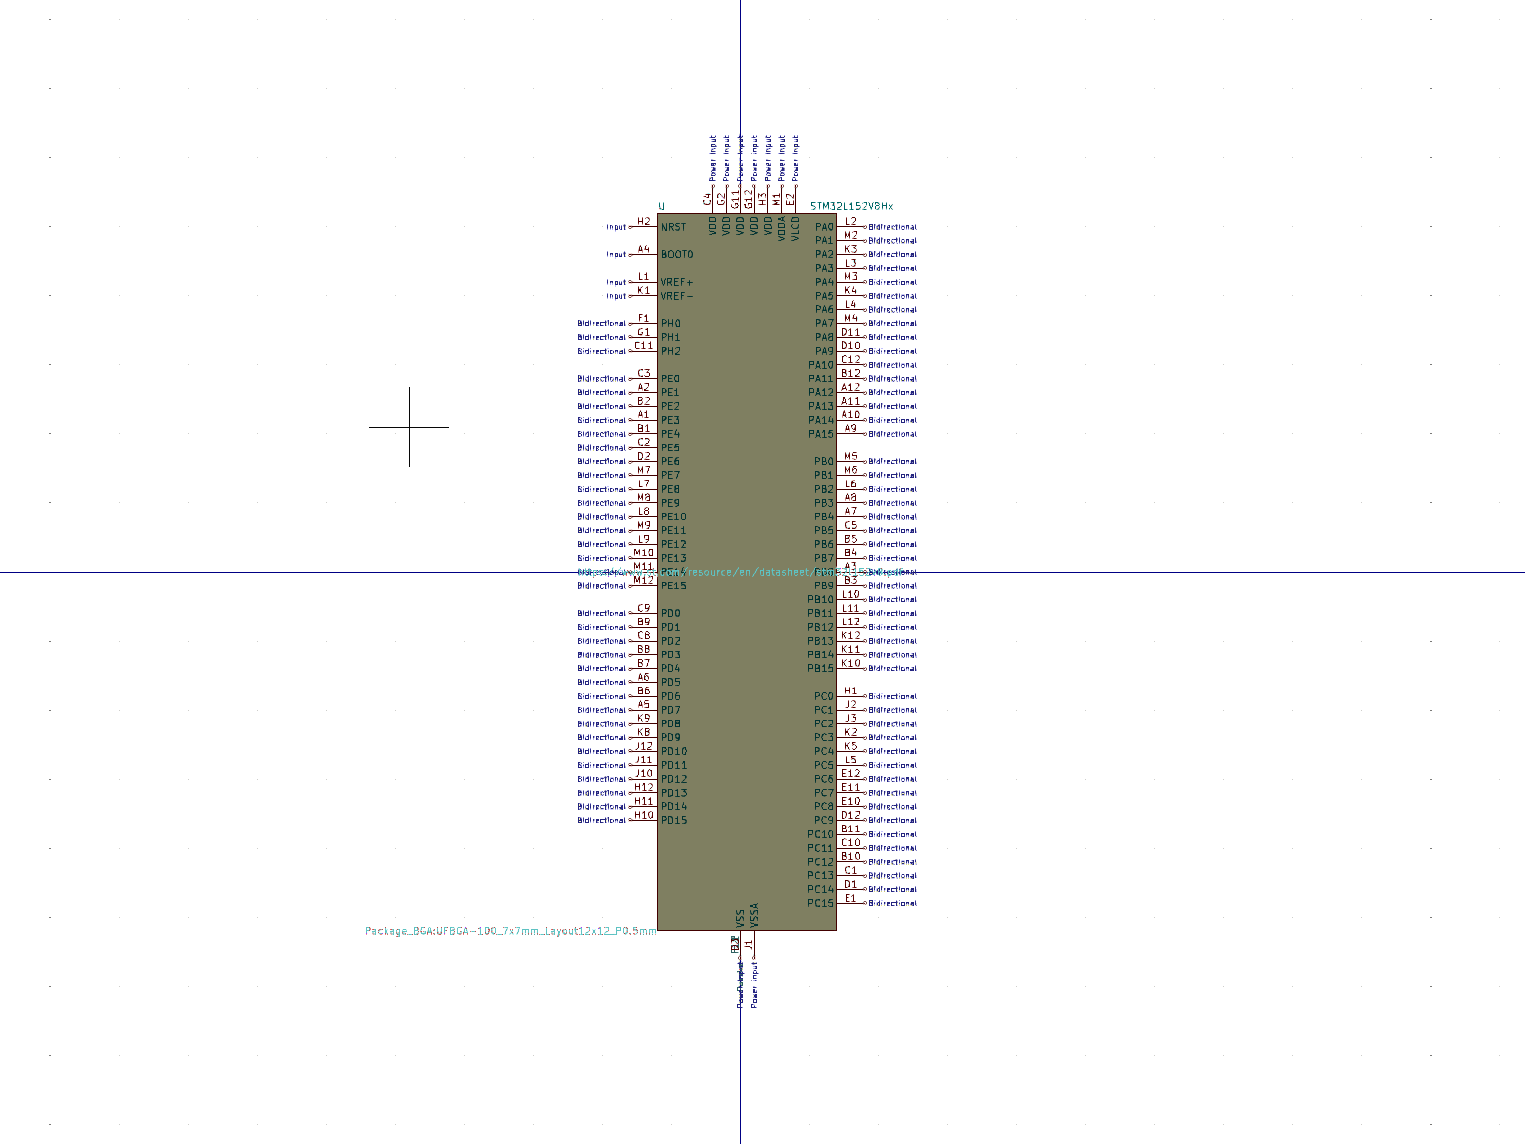 Power Input Power Input Power Input Power Input Power Input Power Input Power Input
C4 G2 G11 G12 H3 M1 E2
U STM32L152V8Hx
VDD VDD VDD VDD VDD VDDA VLCD
Input H2 NRST PA0 L2 Bidirectional
PA1 M2 Bidirectional
Input A4 BOOT0 PA2 K3 Bidirectional
PA3 L3 Bidirectional
Input L1 VREF+ PA4 M3 Bidirectional
Input K1 VREF- PA5 K4 Bidirectional
PA6 L4 Bidirectional
Bidirectional F1 PH0 PA7 M4 Bidirectional
Bidirectional G1 PH1 PA8 D11 Bidirectional
Bidirectional C11 PH2 PA9 D10 Bidirectional
PA10 C12 Bidirectional
Bidirectional C3 PE0 PA11 B12 Bidirectional
Bidirectional A2 PE1 PA12 A12 Bidirectional
Bidirectional B2 PE2 PA13 A11 Bidirectional
Bidirectional A1 PE3 PA14 A10 Bidirectional
Bidirectional B1 PE4 PA15 A9 Bidirectional
Bidirectional C2 PE5
Bidirectional D2 PE6 PB0 M5 Bidirectional
Bidirectional M7 PE7 PB1 M6 Bidirectional
Bidirectional L7 PE8 PB2 L6 Bidirectional
Bidirectional M8 PE9 PB3 A8 Bidirectional
Bidirectional L8 PE10 PB4 A7 Bidirectional
Bidirectional M9 PE11 PB5 C5 Bidirectional
Bidirectional L9 PE12 PB6 B5 Bidirectional
Bidirectional M10 PE13 PB7 B4 Bidirectional
M11 A3
Bidirectional M12 PE15 PB9 B3 Bidirectional
PB10 L10 Bidirectional
Bidirectional C9 PD0 PB11 L11 Bidirectional
Bidirectional B9 PD1 PB12 L12 Bidirectional
Bidirectional C8 PD2 PB13 K12 Bidirectional
Bidirectional B8 PD3 PB14 K11 Bidirectional
Bidirectional B7 PD4 PB15 K10 Bidirectional
Bidirectional A6 PD5
Bidirectional B6 PD6 PC0 H1 Bidirectional
Bidirectional A5 PD7 PC1 J2 Bidirectional
Bidirectional K9 PD8 PC2 J3 Bidirectional
Bidirectional K8 PD9 PC3 K2 Bidirectional
Bidirectional J12 PD10 PC4 K5 Bidirectional
Bidirectional J11 PD11 PC5 L5 Bidirectional
Bidirectional J10 PD12 PC6 E12 Bidirectional
Bidirectional H12 PD13 PC7 E11 Bidirectional
Bidirectional H11 PD14 PC8 E10 Bidirectional
Bidirectional H10 PD15 PC9 D12 Bidirectional
PC10 B11 Bidirectional
PC11 C10 Bidirectional
PC12 B10 Bidirectional
PC13 C1 Bidirectional
PC14 D1 Bidirectional
PC15 E1 Bidirectional
VSS VSSA
Package_BGA:UFBGA-100_7x7mm_Layout12x12_P0.5mm
J1
Power Input